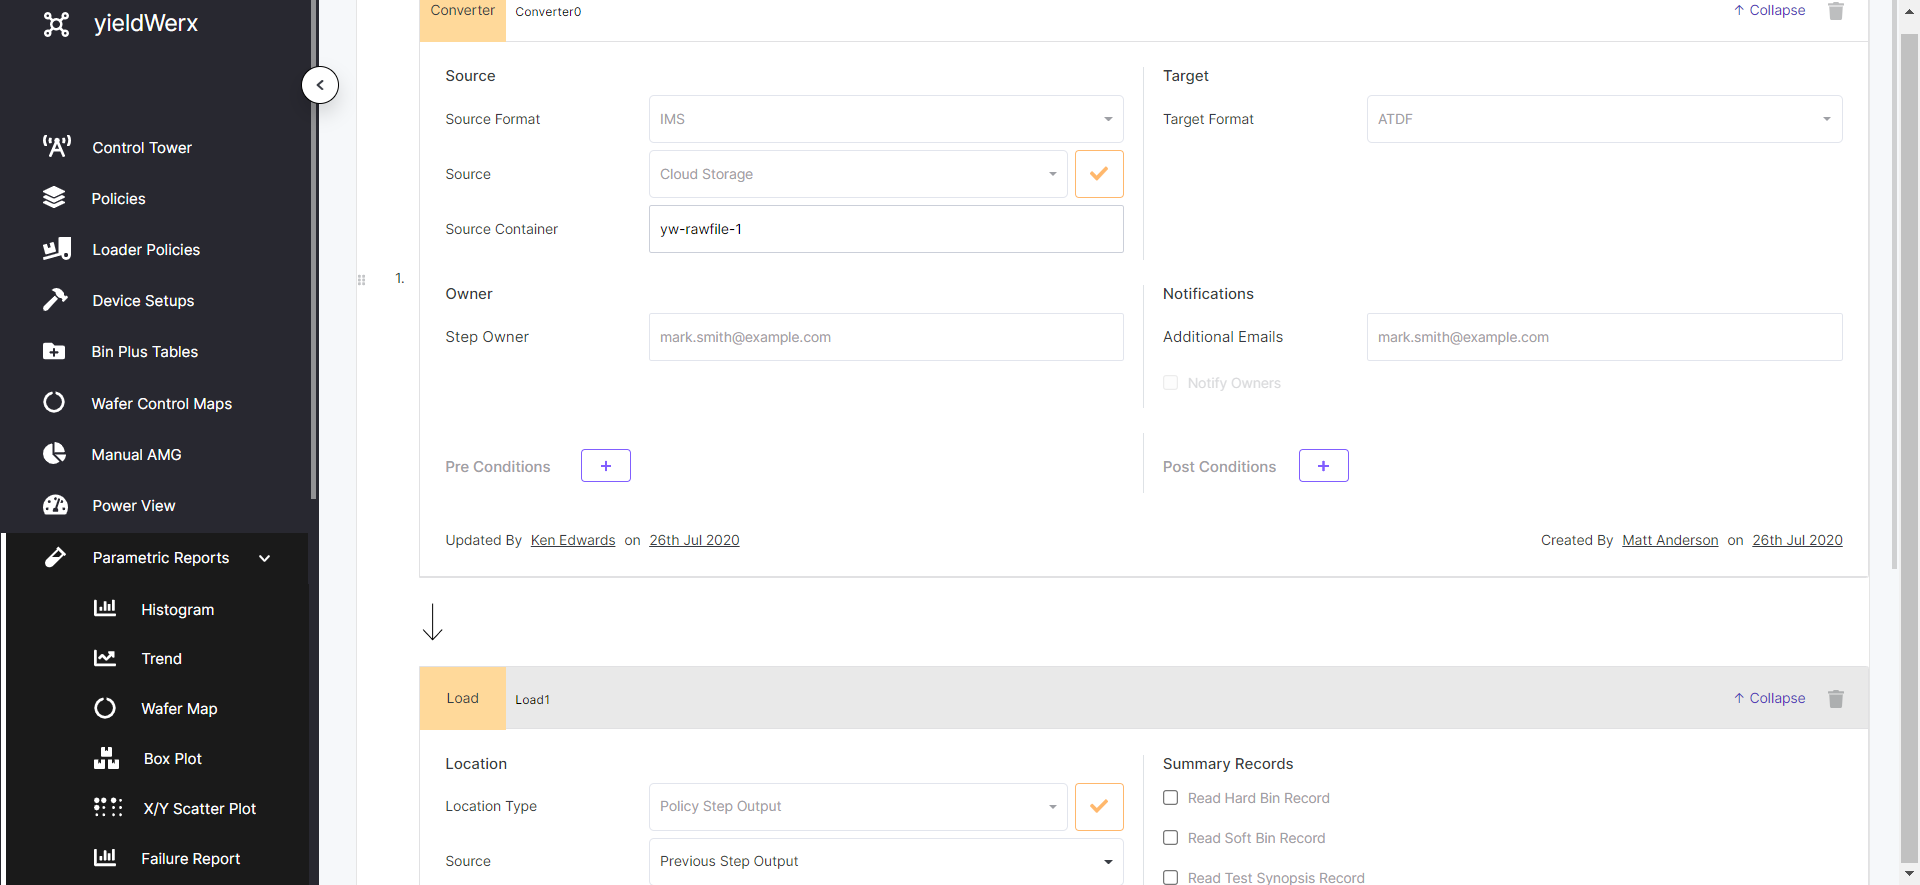 yieldWerx
Control Tower
Policies
Loader Policies
Device Setups
Bin Plus Tables
Wafer Control Maps
Manual AMG
Power View
Parametric Reports
Histogram
Trend
Wafer Map
Box Plot
X/Y Scatter Plot
Failure Report
Converter Converter0 ↑ Collapse
1.
Source
Source Format IMS
Source Cloud Storage
Source Container yw-rawfile-1
Target
Target Format ATDF
Owner
Step Owner mark.smith@example.com
Notifications
Additional Emails mark.smith@example.com
Notify Owners
Pre Conditions +
Post Conditions +
Updated By Ken Edwards on 26th Jul 2020
Created By Matt Anderson on 26th Jul 2020
Load Load1 ↑ Collapse
Location
Location Type Policy Step Output
Source Previous Step Output
Summary Records
Read Hard Bin Record
Read Soft Bin Record
Read Test Synopsis Record